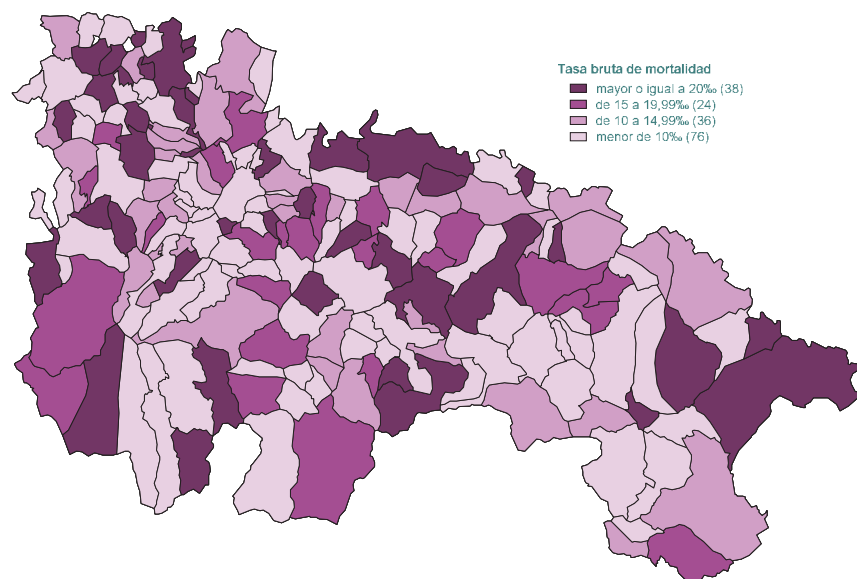 Tasa bruta de mortalidad
mayor o igual a 20‰ (38)
de 15 a 19,99‰ (24)
de 10 a 14,99‰ (36)
menor de 10‰ (76)